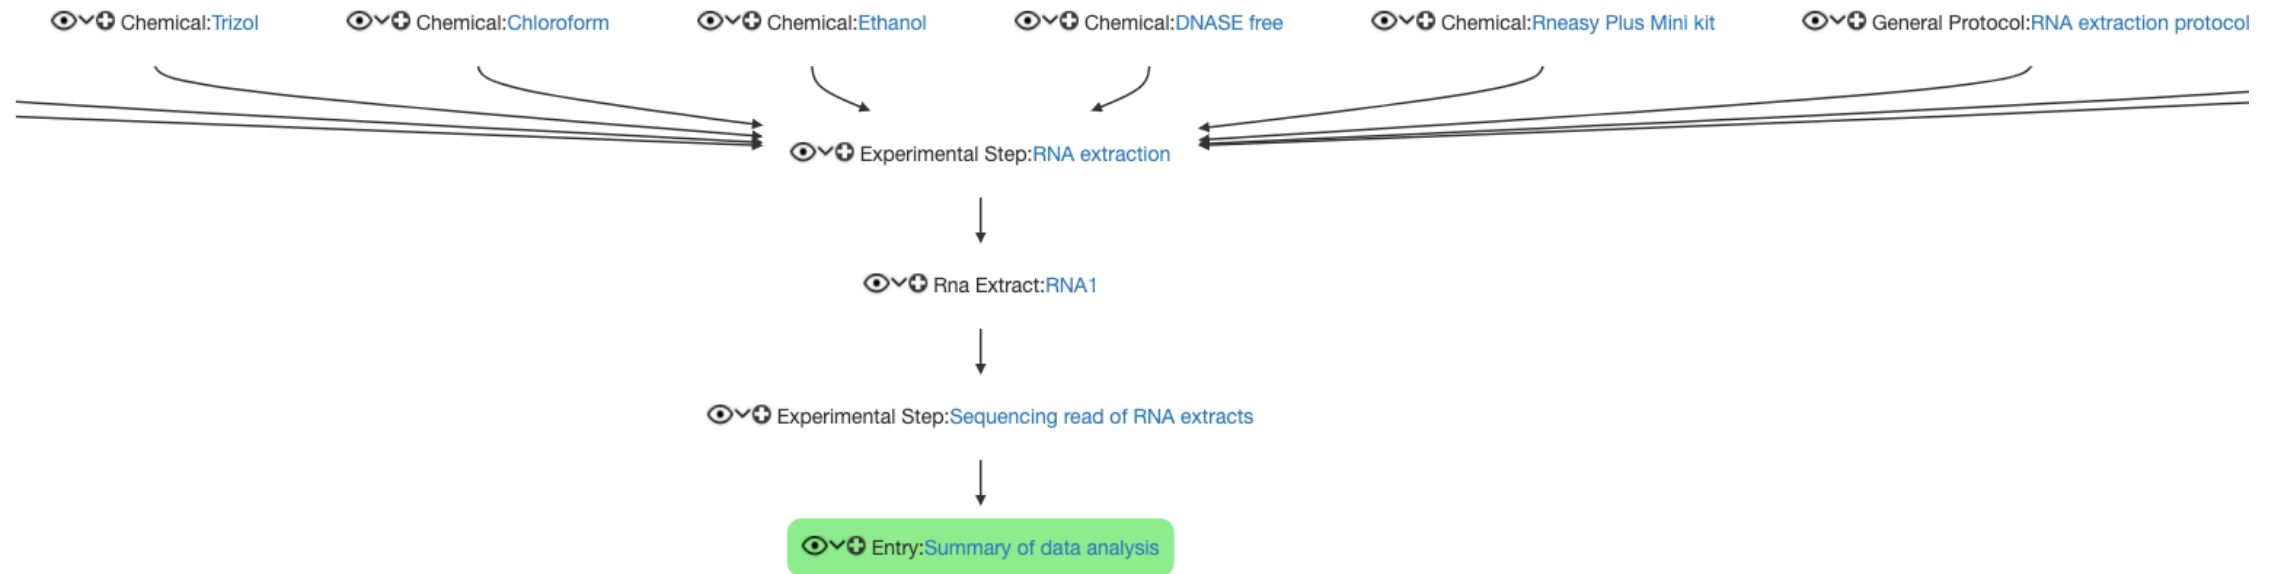 Chemical:Trizol
Chemical:Chloroform
Chemical:Ethanol
Chemical:DNASE free
Chemical:Rneasy Plus Mini kit
General Protocol:RNA extraction protocol
Experimental Step:RNA extraction
Rna Extract:RNA1
Experimental Step:Sequencing read of RNA extracts
Entry:Summary of data analysis